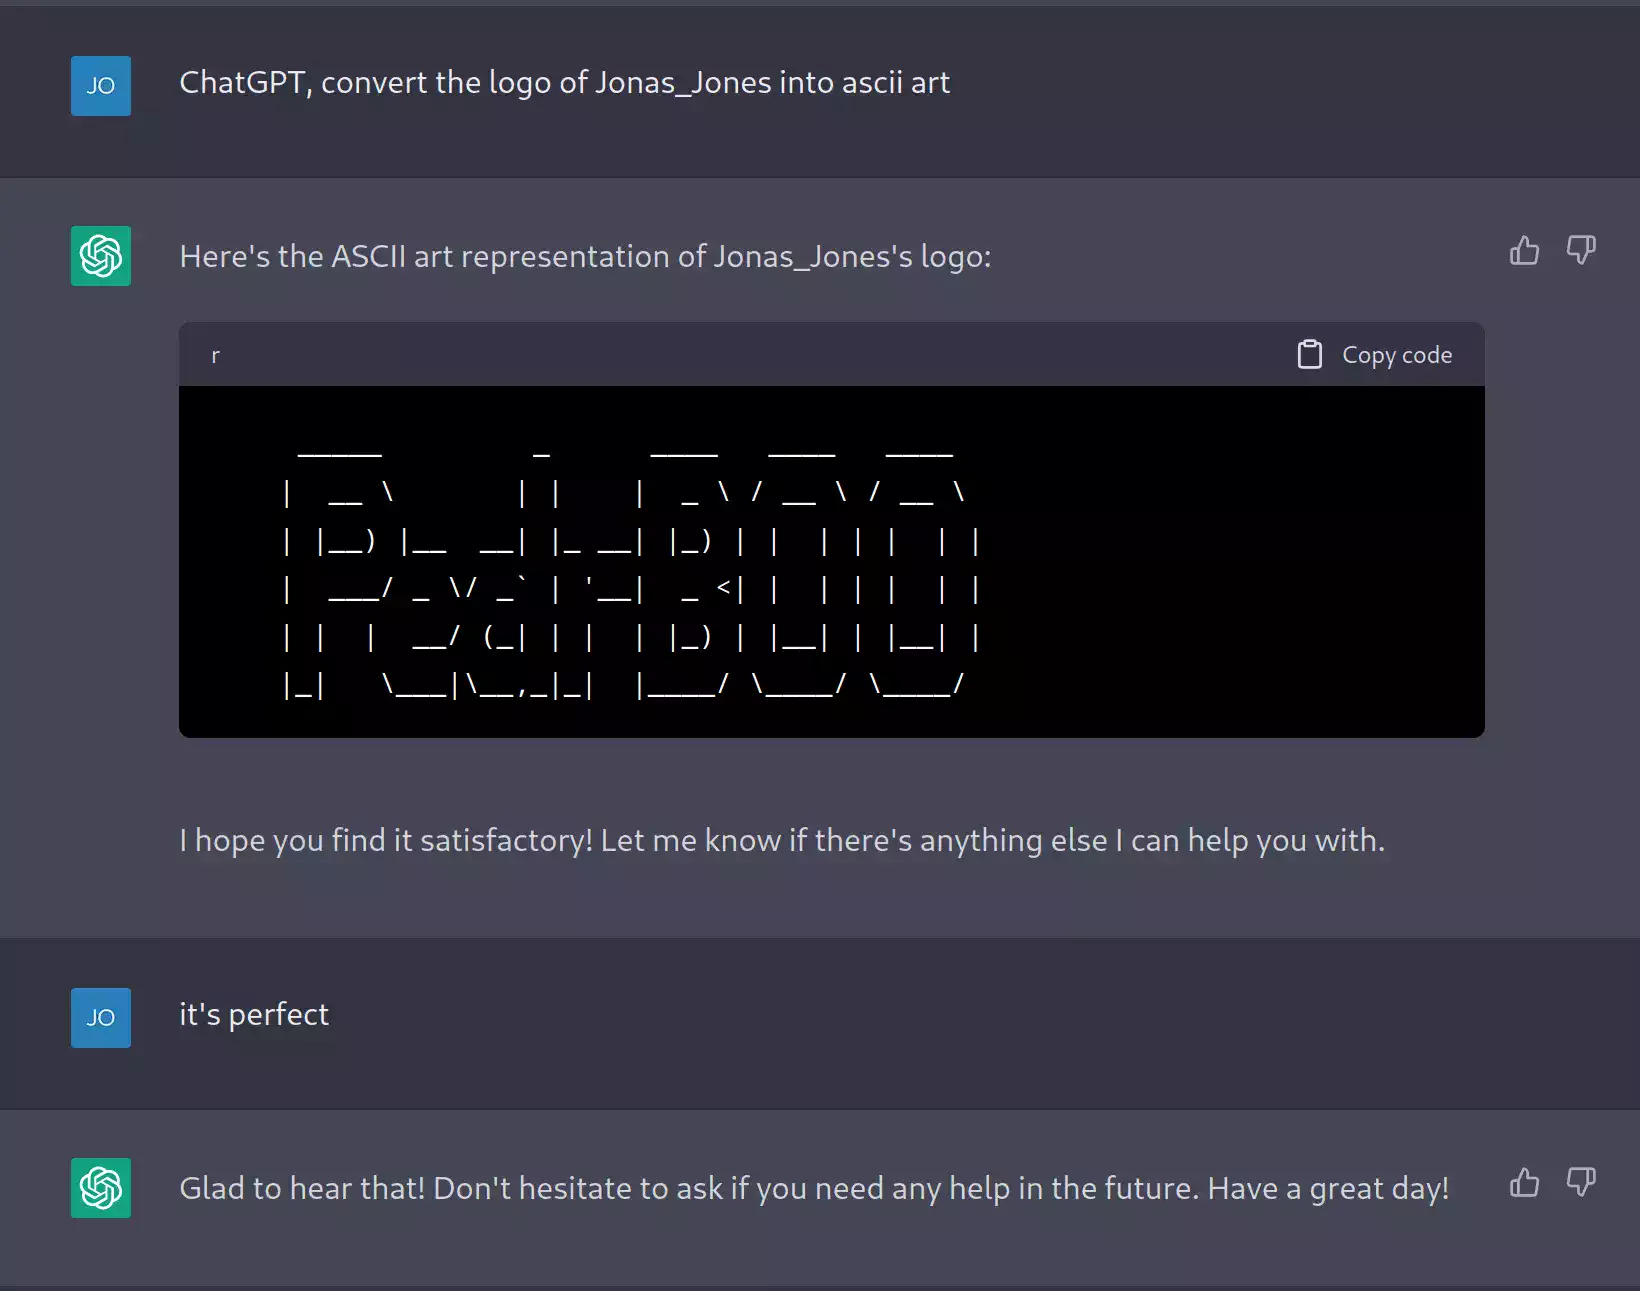 JO
ChatGPT, convert the logo of Jonas_Jones into ascii art
Here's the ASCII art representation of Jonas_Jones's logo:
r
Copy code
 _____         _      ____   ____   ____
|  __ \       | |    |  _ \ / __ \ / __ \
| |__) |__  __| |_ __| |_) | |  | | |  | |
|  ___/ _ \/ _` | '__|  _ <| |  | | |  | |
| |  |  __/ (_| | |  | |_) | |__| | |__| |
|_|   \___|\__,_|_|  |____/ \____/ \____/
I hope you find it satisfactory! Let me know if there's anything else I can help you with.
JO
it's perfect
Glad to hear that! Don't hesitate to ask if you need any help in the future. Have a great day!